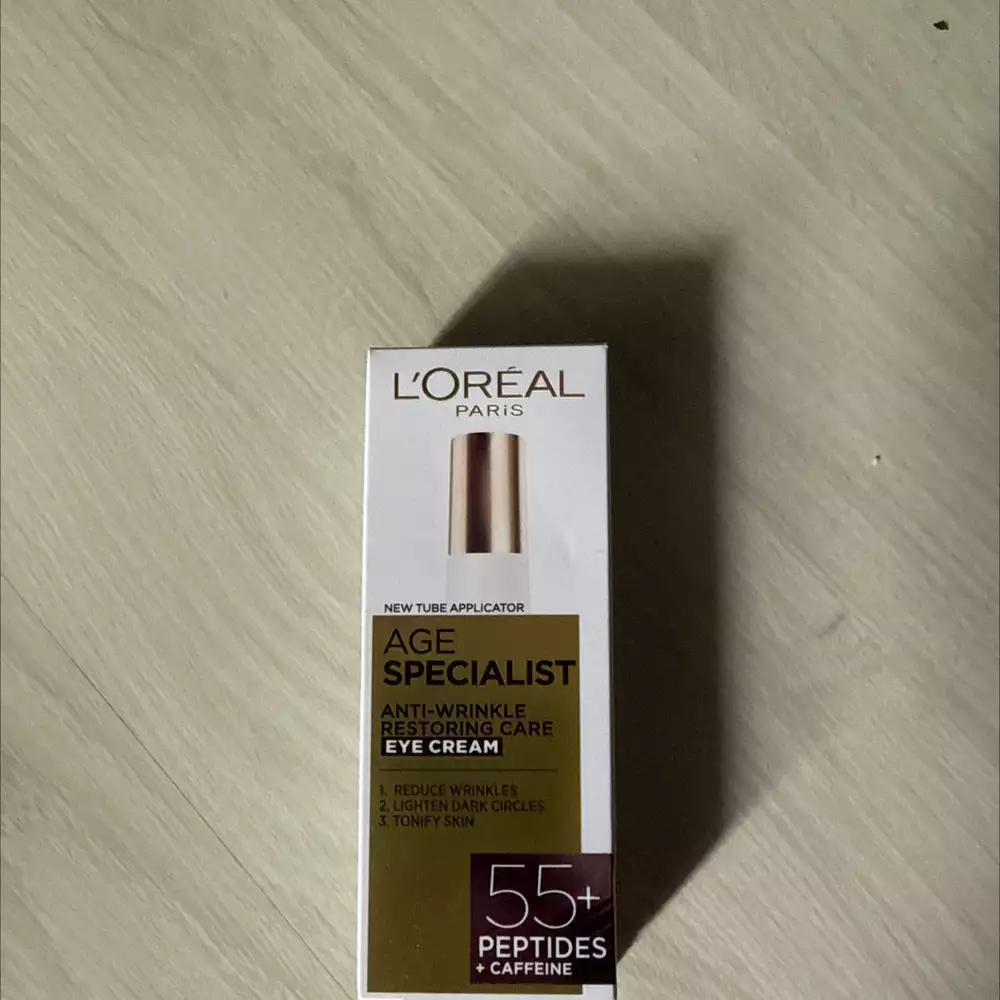 L'ORÉAL
PARiS
NEW TUBE APPLICATOR
AGE
SPECIALIST
ANTI-WRINKLE
RESTORING CARE
EYE CREAM
1. REDUCE WRINKLES
2. LIGHTEN DARK CIRCLES
3. TONIFY SKIN
55+
PEPTIDES
+ CAFFEINE